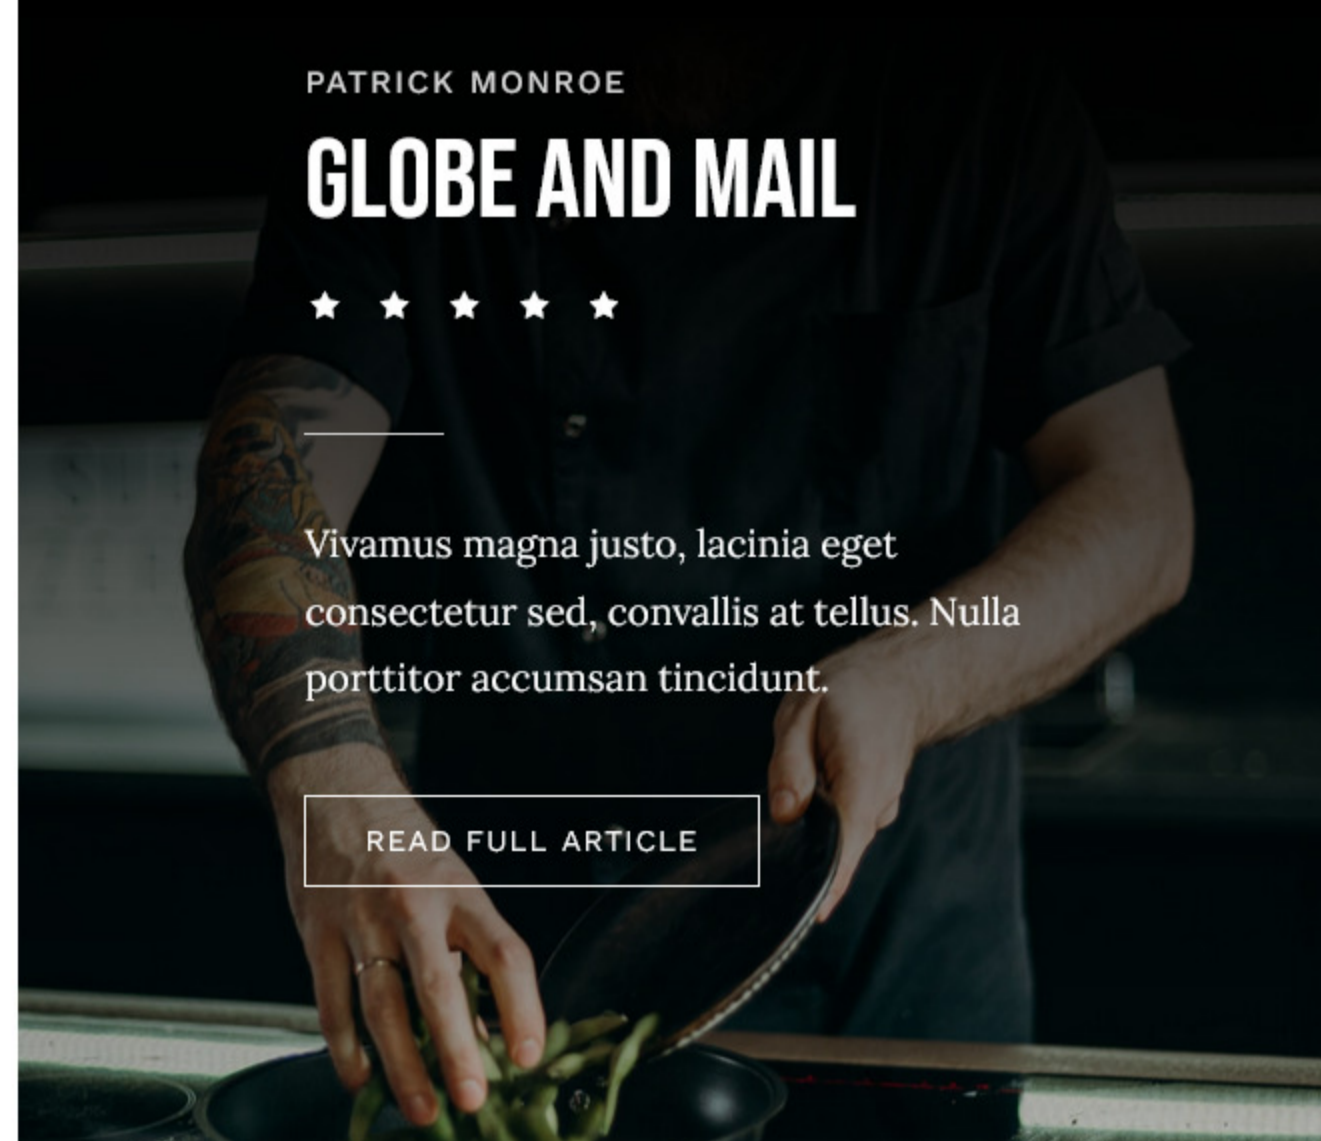 PATRICK MONROE
GLOBE AND MAIL
Vivamus magna justo, lacinia eget
consectetur sed, convallis at tellus. Nulla
porttitor accumsan tincidunt.
READ FULL ARTICLE